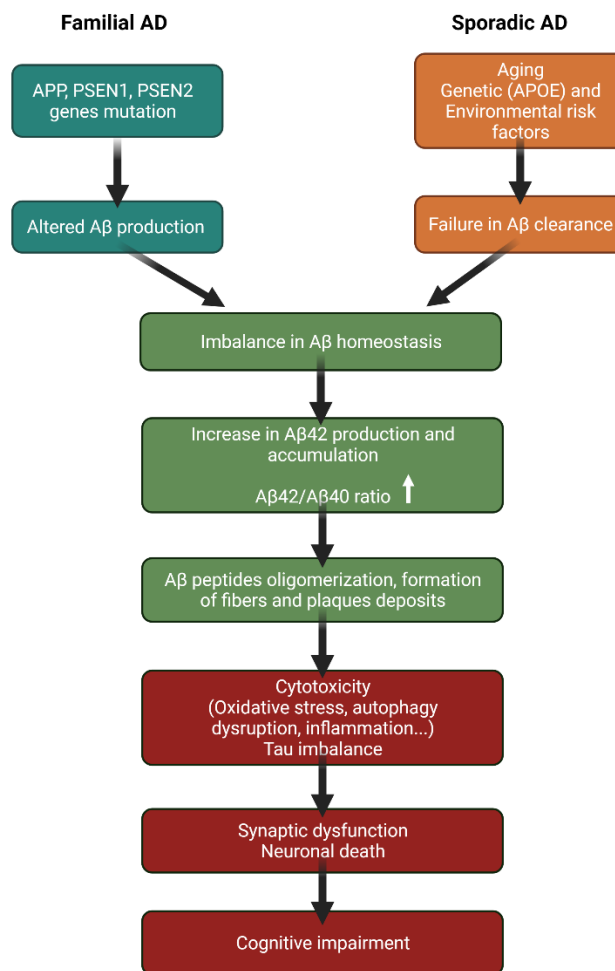 Familial AD
Sporadic AD
APP, PSEN1, PSEN2
genes mutation
Aging
Genetic (APOE) and
Environmental risk
factors
Altered Aβ production
Failure in Aβ clearance
Imbalance in Aβ homeostasis
Increase in Aβ42 production and
accumulation
Aβ42/Aβ40 ratio
Aβ peptides oligomerization, formation
of fibers and plaques deposits
Cytotoxicity
(Oxidative stress, autophagy
dysruption, inflammation...)
Tau imbalance
Synaptic dysfunction
Neuronal death
Cognitive impairment